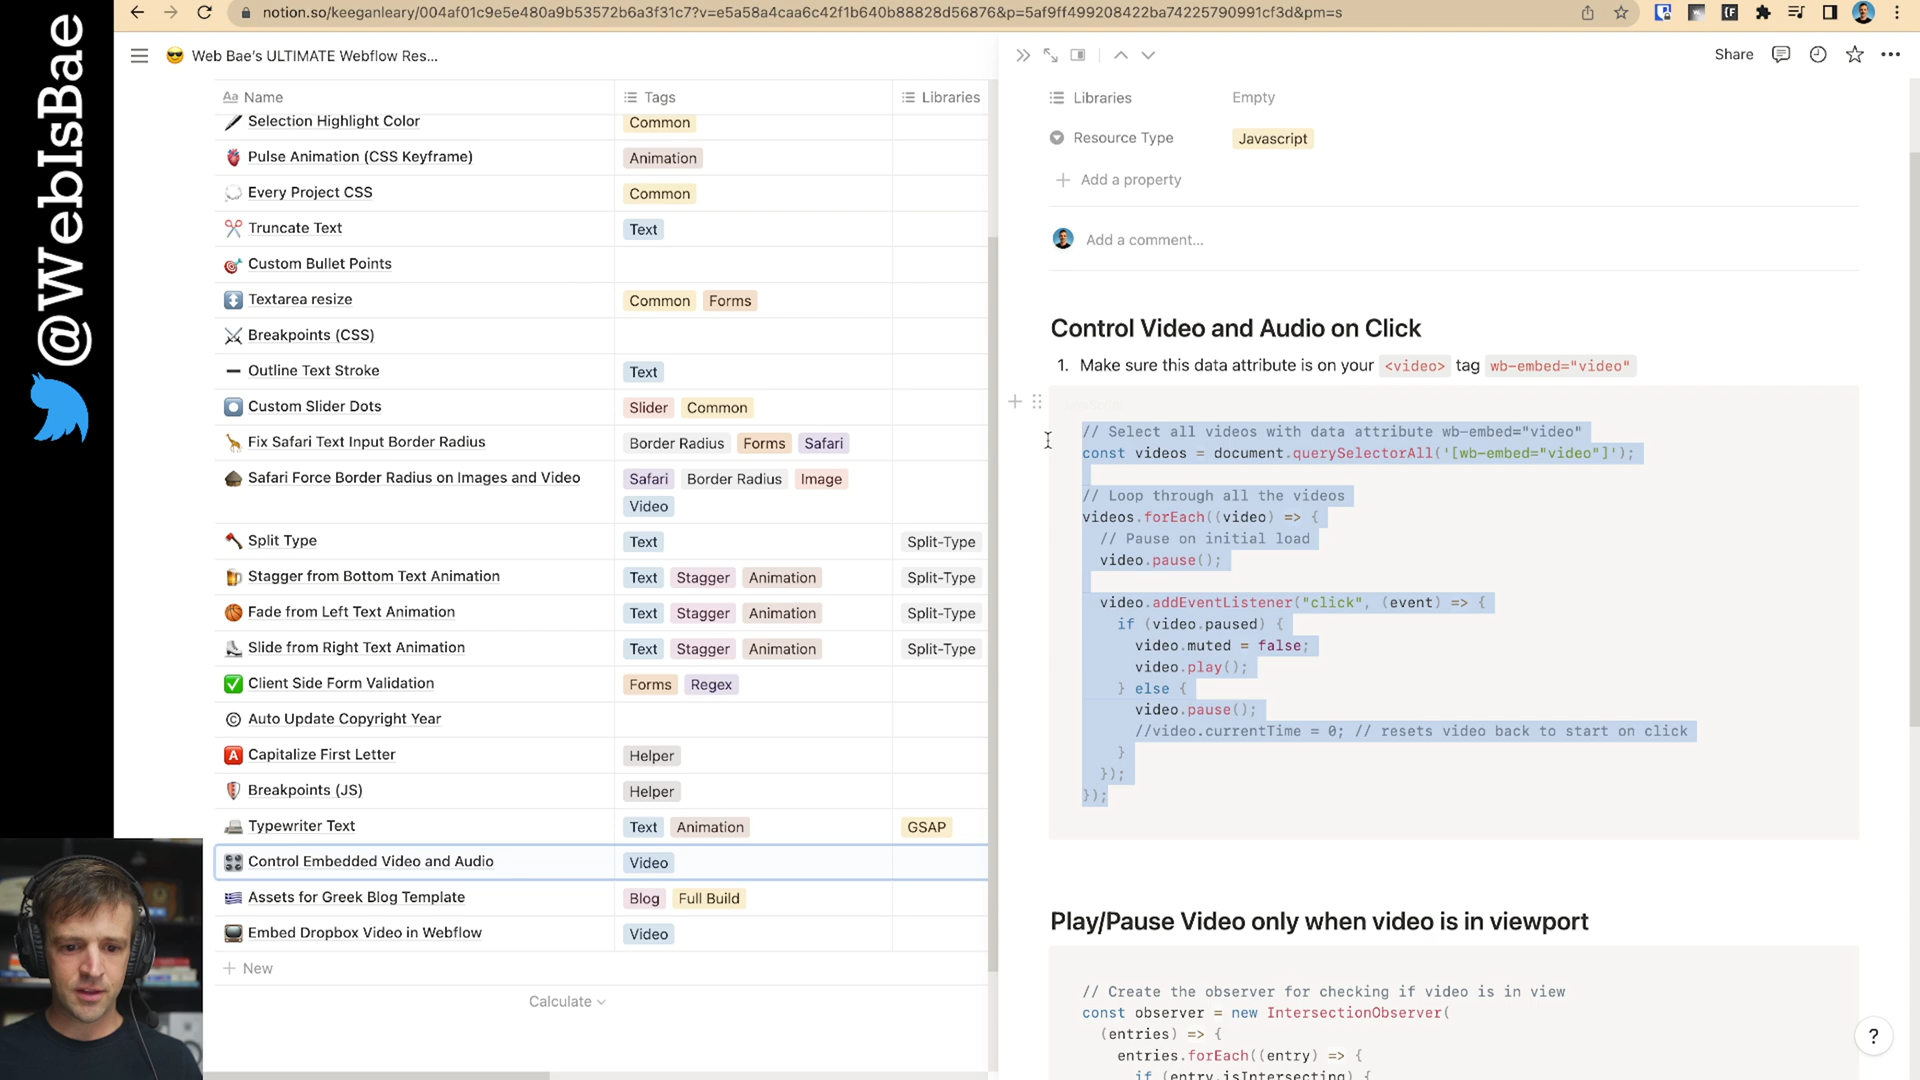 @WebIsBae
notion.so/keeganleary/004af01c9e5e480a9b53572b6a3f31c7?v=e5a58a4caa6c42f1b640b88828d56876&p=5af9ff499208422ba74225790991cf3d&pm=s
Web Bae's ULTIMATE Webflow Res...
Aa Name
Tags
Libraries
Selection Highlight Color
Common
Pulse Animation (CSS Keyframe)
Animation
Every Project CSS
Common
Truncate Text
Text
Custom Bullet Points
Textarea resize
Common Forms
Breakpoints (CSS)
Outline Text Stroke
Text
Custom Slider Dots
Slider Common
Fix Safari Text Input Border Radius
Border Radius Forms Safari
Safari Force Border Radius on Images and Video
Safari Border Radius Image
Video
Split Type
Text
Split-Type
Stagger from Bottom Text Animation
Text Stagger Animation
Split-Type
Fade from Left Text Animation
Text Stagger Animation
Split-Type
Slide from Right Text Animation
Text Stagger Animation
Split-Type
Client Side Form Validation
Forms Regex
Auto Update Copyright Year
Capitalize First Letter
Helper
Breakpoints (JS)
Helper
Typewriter Text
Text Animation
GSAP
Control Embedded Video and Audio
Video
Assets for Greek Blog Template
Blog Full Build
Embed Dropbox Video in Webflow
Video
+ New
Calculate
Share
Libraries
Empty
Resource Type
Javascript
+ Add a property
Add a comment...
Control Video and Audio on Click
1. Make sure this data attribute is on your <video> tag wb-embed="video"
// Select all videos with data attribute wb-embed="video"
const videos = document.querySelectorAll('[wb-embed="video"]');
// Loop through all the videos
videos.forEach((video) => {
// Pause on initial load
video.pause();
video.addEventListener("click", (event) => {
if (video.paused) {
video.muted = false;
video.play();
} else {
video.pause();
//video.currentTime = 0; // resets video back to start on click
}
});
});
Play/Pause Video only when video is in viewport
// Create the observer for checking if video is in view
const observer = new IntersectionObserver(
(entries) => {
entries.forEach((entry) => {
if (entry.isIntersecting) {
?